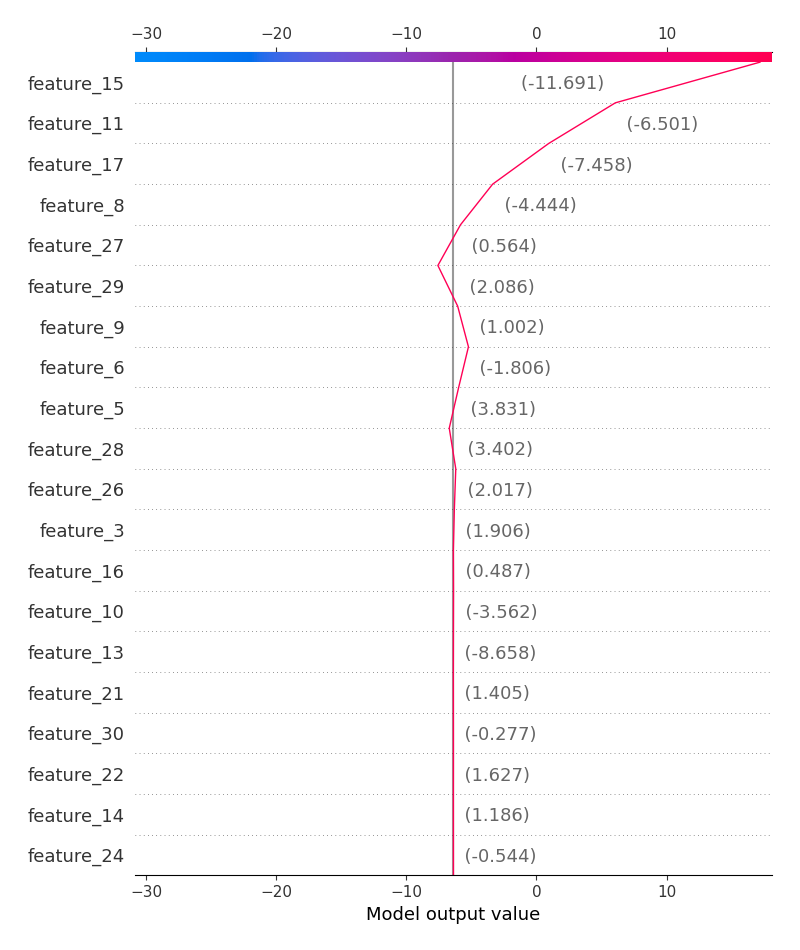 −30 −20 −10 0 10
feature_15 (-11.691)
feature_11 (-6.501)
feature_17 (-7.458)
feature_8 (-4.444)
feature_27 (0.564)
feature_29 (2.086)
feature_9 (1.002)
feature_6 (-1.806)
feature_5 (3.831)
feature_28 (3.402)
feature_26 (2.017)
feature_3 (1.906)
feature_16 (0.487)
feature_10 (-3.562)
feature_13 (-8.658)
feature_21 (1.405)
feature_30 (-0.277)
feature_22 (1.627)
feature_14 (1.186)
feature_24 (-0.544)
−30 −20 −10 0 10
Model output value